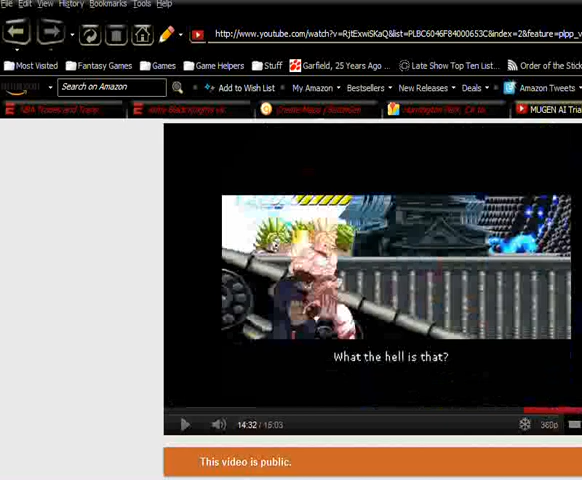 File Edit View History Bookmarks Tools Help
http://www.youtube.com/watch?v=RjtExwiSKaQ&list=PLBC6046F84000653C&index=2&feature=plpp_v
Most Visited Fantasy Games Games Game Helpers Stuff Garfield, 25 Years Ago ... Late Show Top Ten List... Order of the Stick
amazon Search on Amazon Add to Wish List My Amazon Bestsellers New Releases Deals Amazon Tweets
MUGEN AI Tria
What the hell is that?
14:32 / 15:03 360p
This video is public.